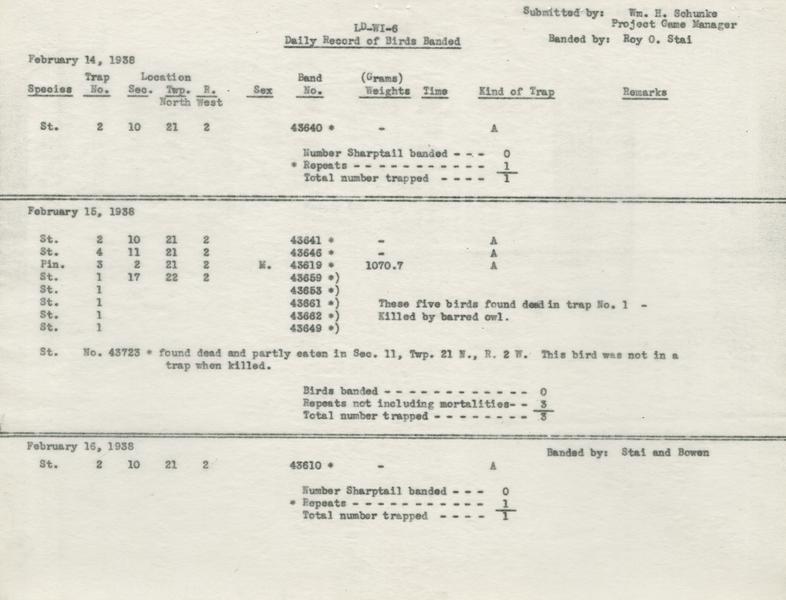 Submitted by: Wm. H. Schunke
Project Game Manager
LD-WI-6
Daily Record of Birds Banded
Banded by: Roy O. Stai
February 14, 1938
Trap Location Band (Grams)
Species No. Sec. Twp. R. Sex No. Weights Time Kind of Trap Remarks
North West
St. 2 10 21 2 43640 * - A
Number Sharptail banded - - - 0
* Repeats - - - - - - - - - - - 1
Total number trapped - - - - 1
February 15, 1938
St. 2 10 21 2 43641 * - A
St. 4 11 21 2 43646 * - A
Pin. 3 2 21 2 M. 43619 * 1070.7 A
St. 1 17 22 2 43659 *)
St. 1 43653 *)
St. 1 43661 *) These five birds found dead in trap No. 1 -
St. 1 43662 *) Killed by barred owl.
St. 1 43649 *)
St. No. 43723 * found dead and partly eaten in Sec. 11, Twp. 21 N., R. 2 W. This bird was not in a
trap when killed.
Birds banded - - - - - - - - - - - - 0
Repeats not including mortalities- - 3
Total number trapped - - - - - - - - 3
February 16, 1938
Banded by: Stai and Bowen
St. 2 10 21 2 43610 * - A
Number Sharptail banded - - - 0
* Repeats - - - - - - - - - - - 1
Total number trapped - - - - 1